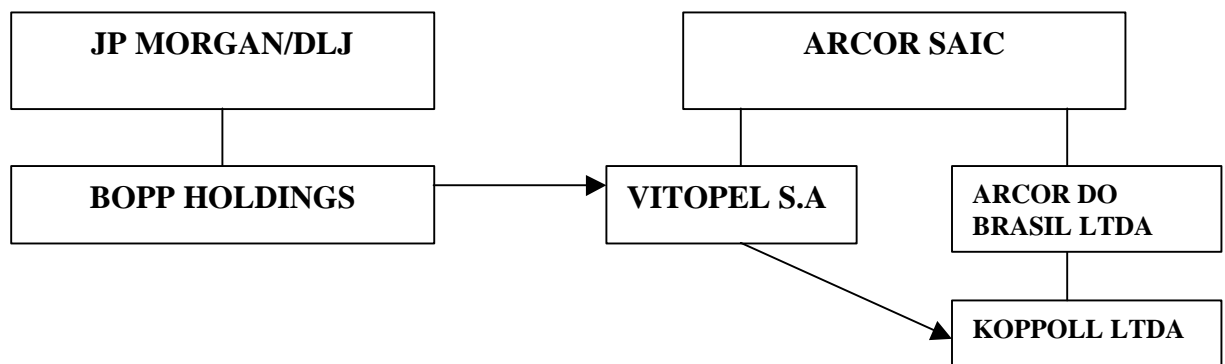 JP MORGAN/DLJ
ARCOR SAIC
BOPP HOLDINGS
VITOPEL S.A
ARCOR DO
BRASIL LTDA
KOPPOLL LTDA